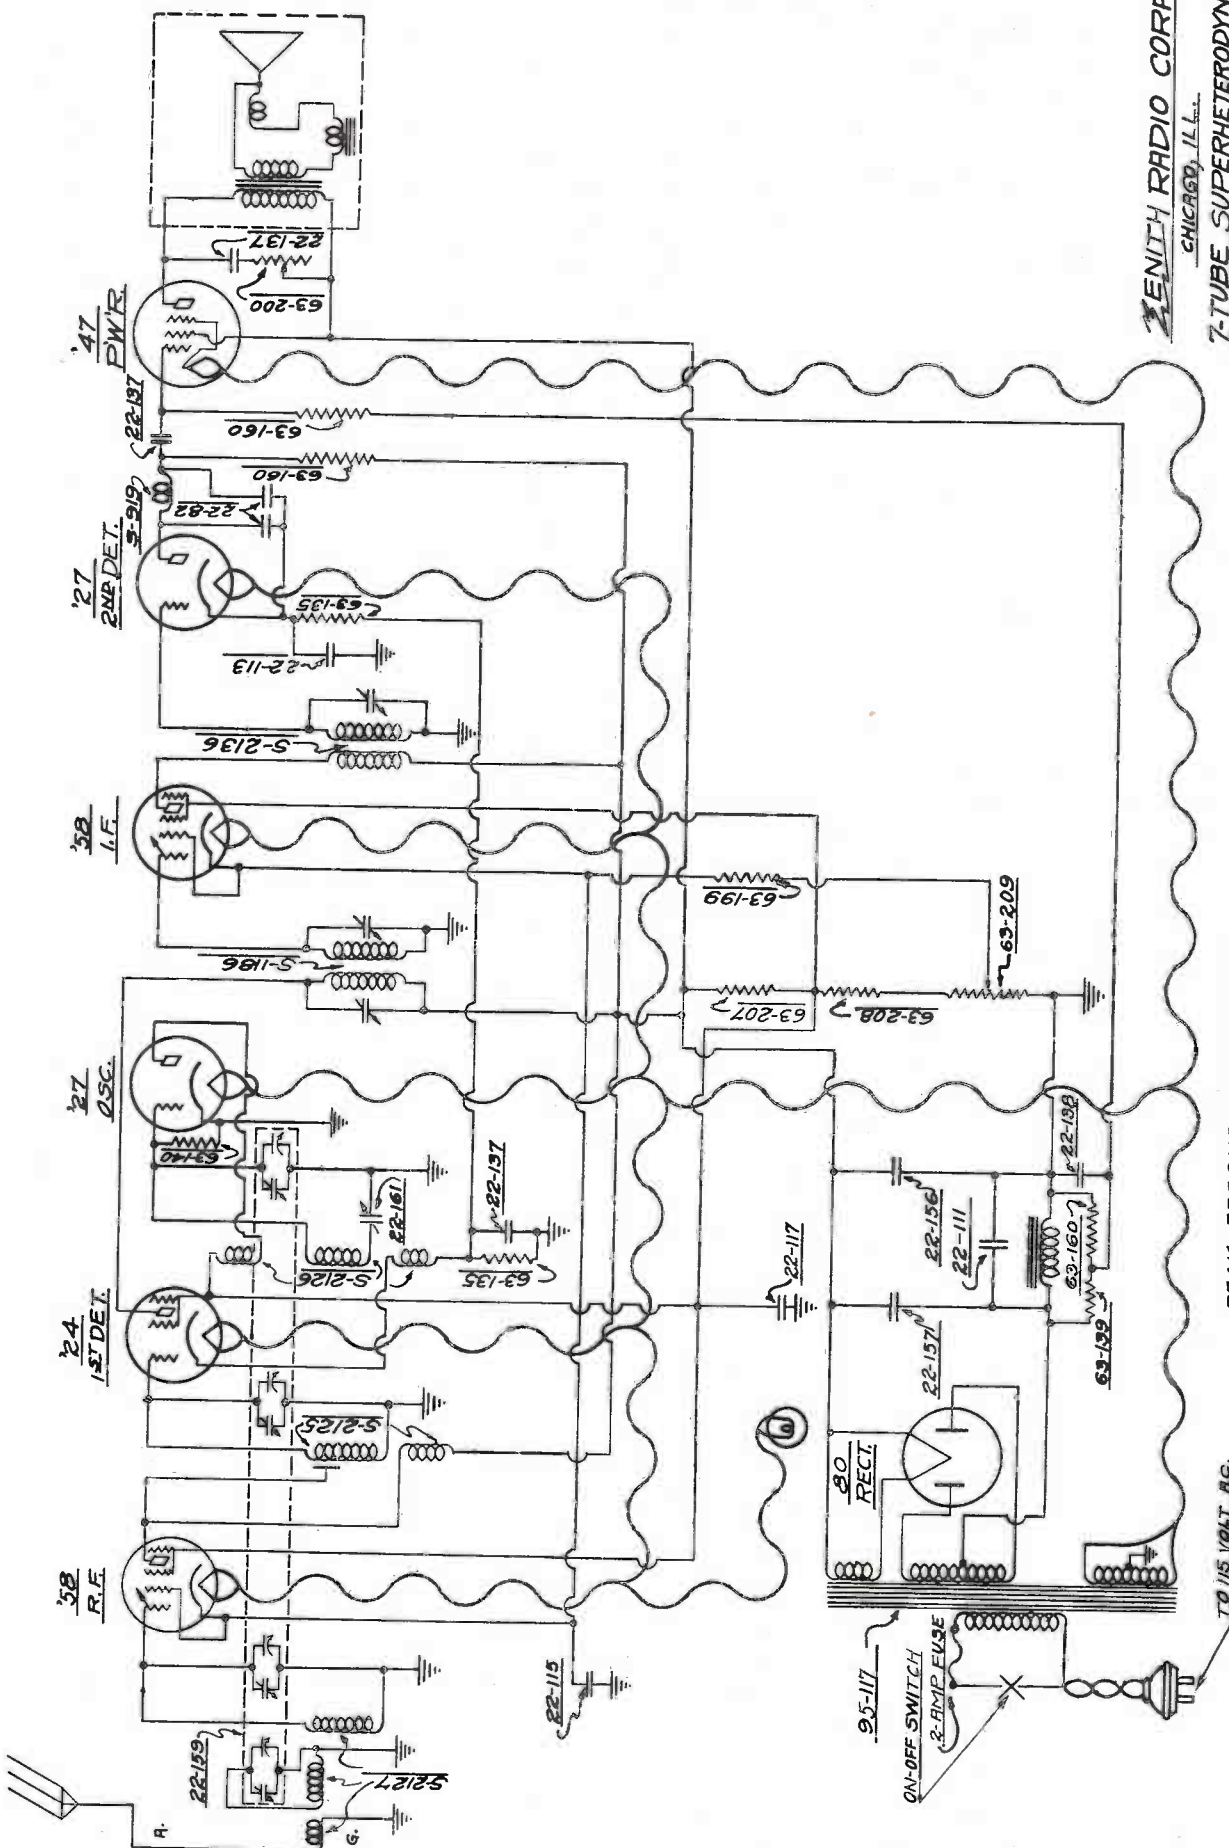 '58
R.F.
'24
1ST DET.
'27
OSC.
'58
I.F.
'27
2ND DET.
'47
PW'R.
A.
G.
22-159
S-2127
S-2125
S-2126
63-140
22-161
22-137
63-135
S-1186
S-2136
22-113
63-135
22-82
S-919
22-137
63-160
63-160
63-200
22-137
22-115
22-117
63-199
63-207
63-208
63-209
80
RECT.
22-157
22-156
22-111
22-138
63-160
63-139
95-117
ON-OFF SWITCH
2-AMP FUSE
TO 115 VOLT AC.
ZENITH RADIO CORP
CHICAGO, ILL.
7-TUBE SUPERHETERODYN